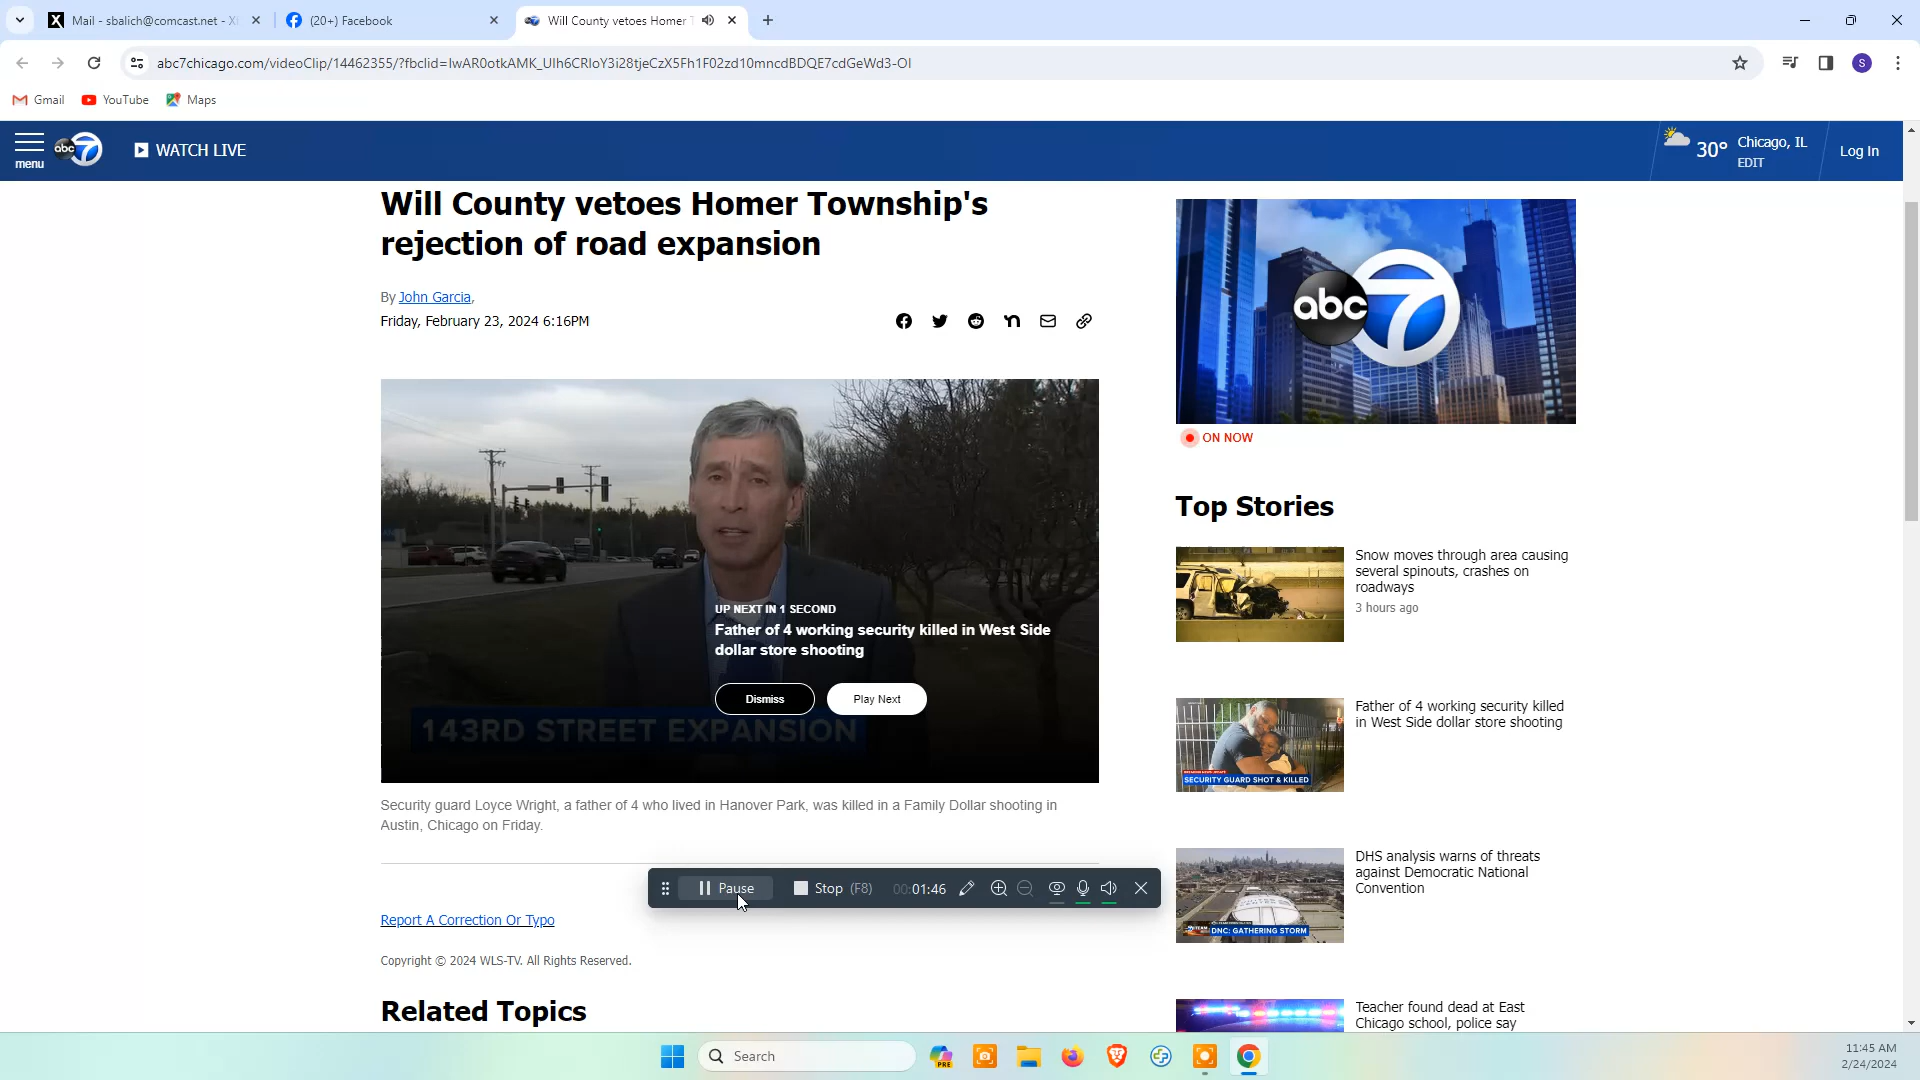 Mail - sbalich@comcast.net - X
(20+) Facebook
Will County vetoes Homer T
abc7chicago.com/videoClip/14462355/?fbclid=IwAR0otkAMK_UIh6CRIoY3i28tjeCzX5Fh1F02zd10mncdBDQE7cdGeWd3-OI
S
Gmail
YouTube
Maps
menu
abc 7
WATCH LIVE
30°
Chicago, IL
EDIT
Log In
Will County vetoes Homer Township's
rejection of road expansion
By John Garcia,
Friday, February 23, 2024 6:16PM
UP NEXT IN 1 SECOND
Father of 4 working security killed in West Side
dollar store shooting
Dismiss
Play Next
143RD STREET EXPANSION
Security guard Loyce Wright, a father of 4 who lived in Hanover Park, was killed in a Family Dollar shooting in
Austin, Chicago on Friday.
Pause
Stop (F8)
00:01:46
Report A Correction Or Typo
Copyright © 2024 WLS-TV. All Rights Reserved.
Related Topics
abc 7
ON NOW
Top Stories
Snow moves through area causing
several spinouts, crashes on
roadways
3 hours ago
Father of 4 working security killed
in West Side dollar store shooting
SECURITY GUARD SHOT & KILLED
DHS analysis warns of threats
against Democratic National
Convention
DNC: GATHERING STORM
Teacher found dead at East
Chicago school, police say
Search
PRE
11:45 AM
2/24/2024